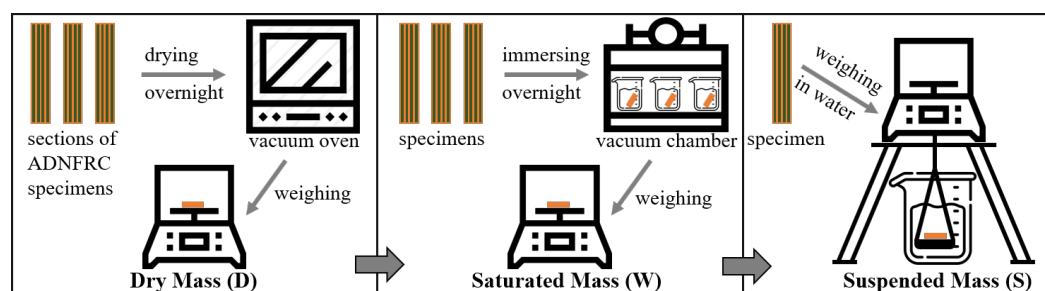 drying
overnight
sections of
ADNFRC
specimens
vacuum oven
weighing
Dry Mass (D)
immersing
overnight
specimens
vacuum chamber
weighing
Saturated Mass (W)
weighing
in water
specimen
Suspended Mass (S)